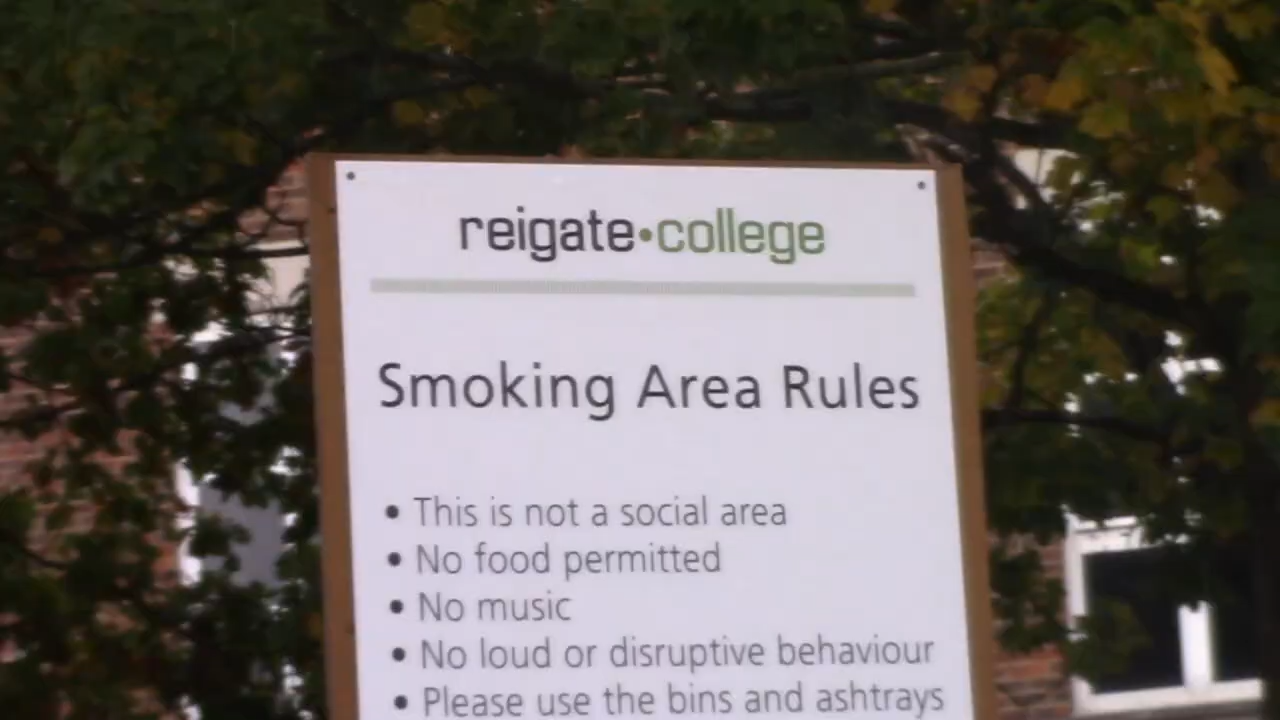 reigate•college
Smoking Area Rules
• This is not a social area
• No food permitted
• No music
• No loud or disruptive behaviour
• Please use the bins and ashtrays